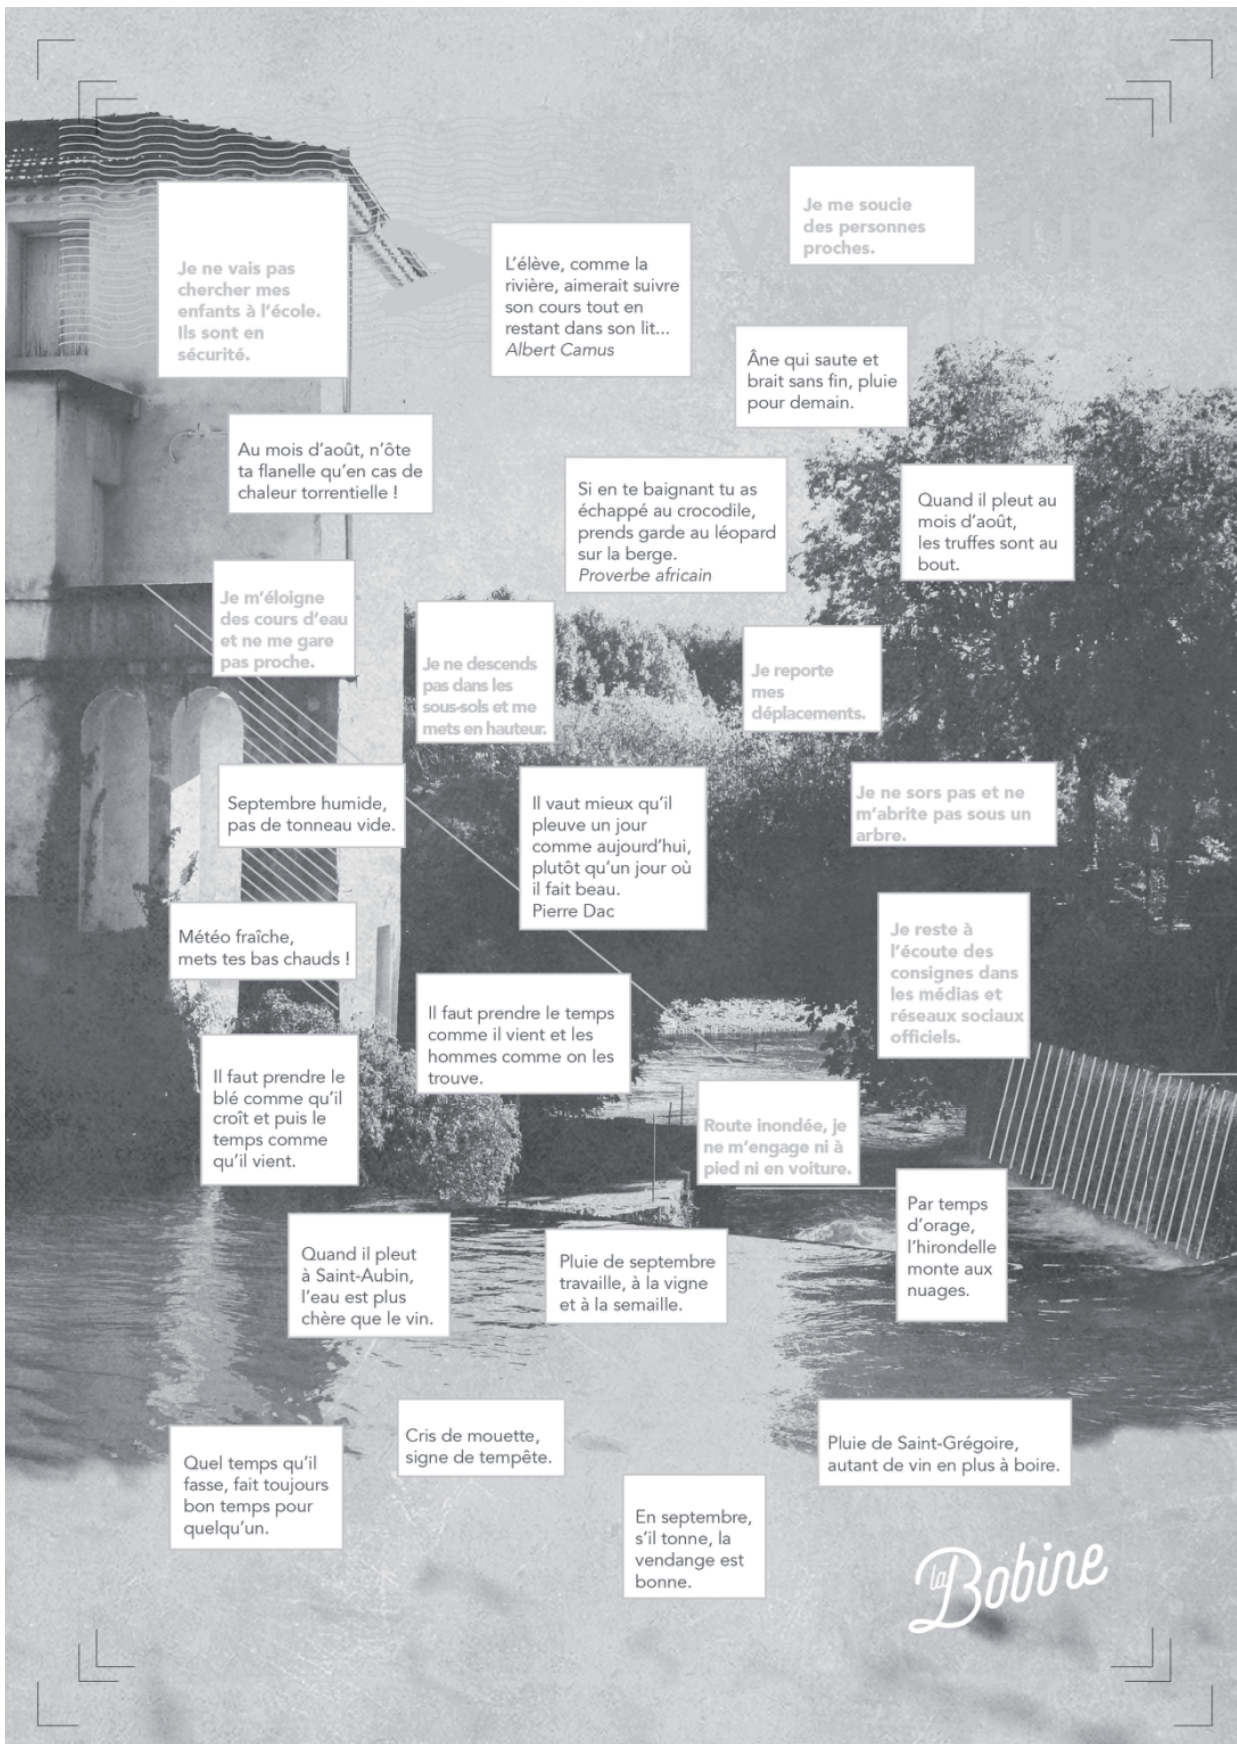 Je me soucie
des personnes
proches.
Je ne vais pas
chercher mes
enfants à l'école.
Ils sont en
sécurité.
L'élève, comme la
rivière, aimerait suivre
son cours tout en
restant dans son lit...
Albert Camus
Âne qui saute et
brait sans fin, pluie
pour demain.
Au mois d'août, n'ôte
ta flanelle qu'en cas de
chaleur torrentielle !
Si en te baignant tu as
échappé au crocodile,
prends garde au léopard
sur la berge.
Proverbe africain
Quand il pleut au
mois d'août,
les truffes sont au
bout.
Je m'éloigne
des cours d'eau
et ne me gare
pas proche.
Je ne descends
pas dans les
sous-sols et me
mets en hauteur.
Je reporte
mes
déplacements.
Septembre humide,
pas de tonneau vide.
Il vaut mieux qu'il
pleuve un jour
comme aujourd'hui,
plutôt qu'un jour où
il fait beau.
Pierre Dac
Je ne sors pas et ne
m'abrite pas sous un
arbre.
Météo fraîche,
mets tes bas chauds !
Je reste à
l'écoute des
consignes dans
les médias et
réseaux sociaux
officiels.
Il faut prendre le temps
comme il vient et les
hommes comme on les
trouve.
Il faut prendre le
blé comme qu'il
croît et puis le
temps comme
qu'il vient.
Route inondée, je
ne m'engage ni à
pied ni en voiture.
Par temps
d'orage,
l'hirondelle
monte aux
nuages.
Quand il pleut
à Saint-Aubin,
l'eau est plus
chère que le vin.
Pluie de septembre
travaille, à la vigne
et à la semaille.
Cris de mouette,
signe de tempête.
Pluie de Saint-Grégoire,
autant de vin en plus à boire.
Quel temps qu'il
fasse, fait toujours
bon temps pour
quelqu'un.
En septembre,
s'il tonne, la
vendange est
bonne.
la Bobine